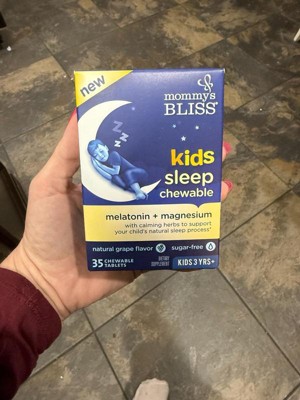 new
mommy's
BLISS®
zzz
kids
sleep
chewable
melatonin + magnesium
with calming herbs to support
your child's natural sleep process*
natural grape flavor
sugar-free
35 CHEWABLE
TABLETS
DIETARY
SUPPLEMENT
KIDS 3 YRS+